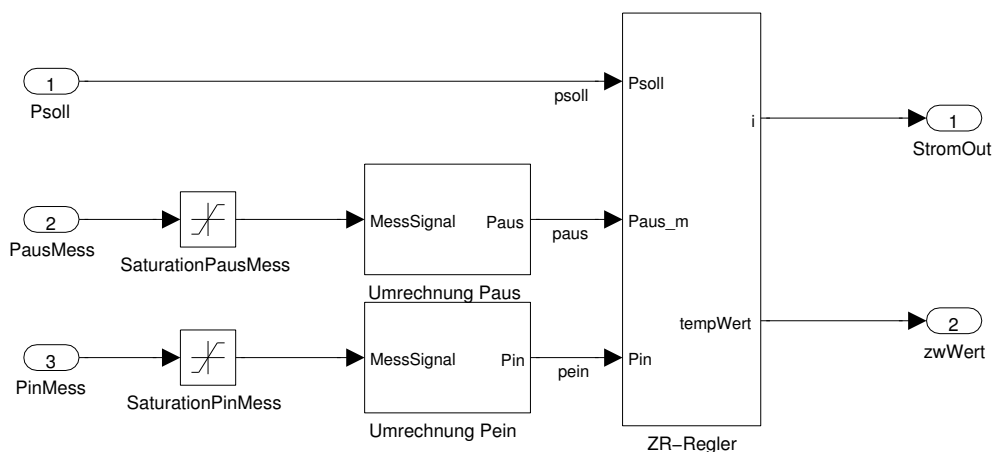 1
Psoll
psoll
Psoll
i
1
StromOut
2
PausMess
SaturationPausMess
MessSignal
Paus
Umrechnung Paus
paus
Paus_m
tempWert
2
zwWert
3
PinMess
SaturationPinMess
MessSignal
Pin
Umrechnung Pein
pein
Pin
ZR−Regler